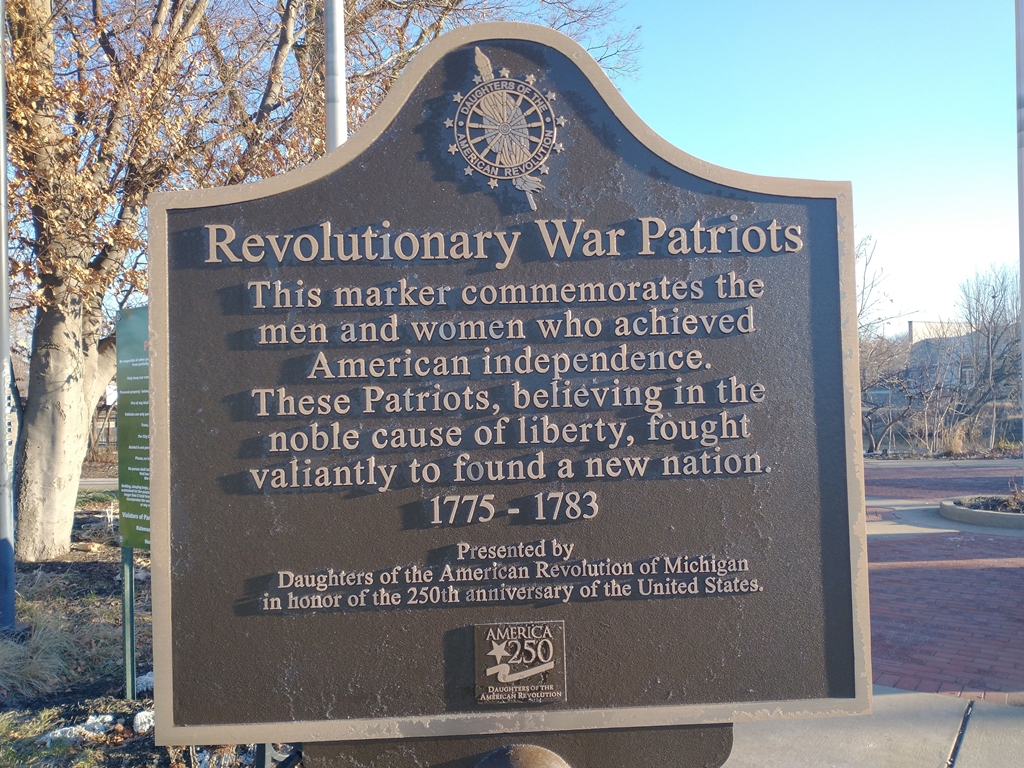 DAUGHTERS OF THE
AMERICAN REVOLUTION
Revolutionary War Patriots
This marker commemorates the
men and women who achieved
American independence.
These Patriots, believing in the
noble cause of liberty, fought
valiantly to found a new nation.
1775 - 1783
Presented by
Daughters of the American Revolution of Michigan
in honor of the 250th anniversary of the United States.
AMERICA
250
DAUGHTERS OF THE
AMERICAN REVOLUTION